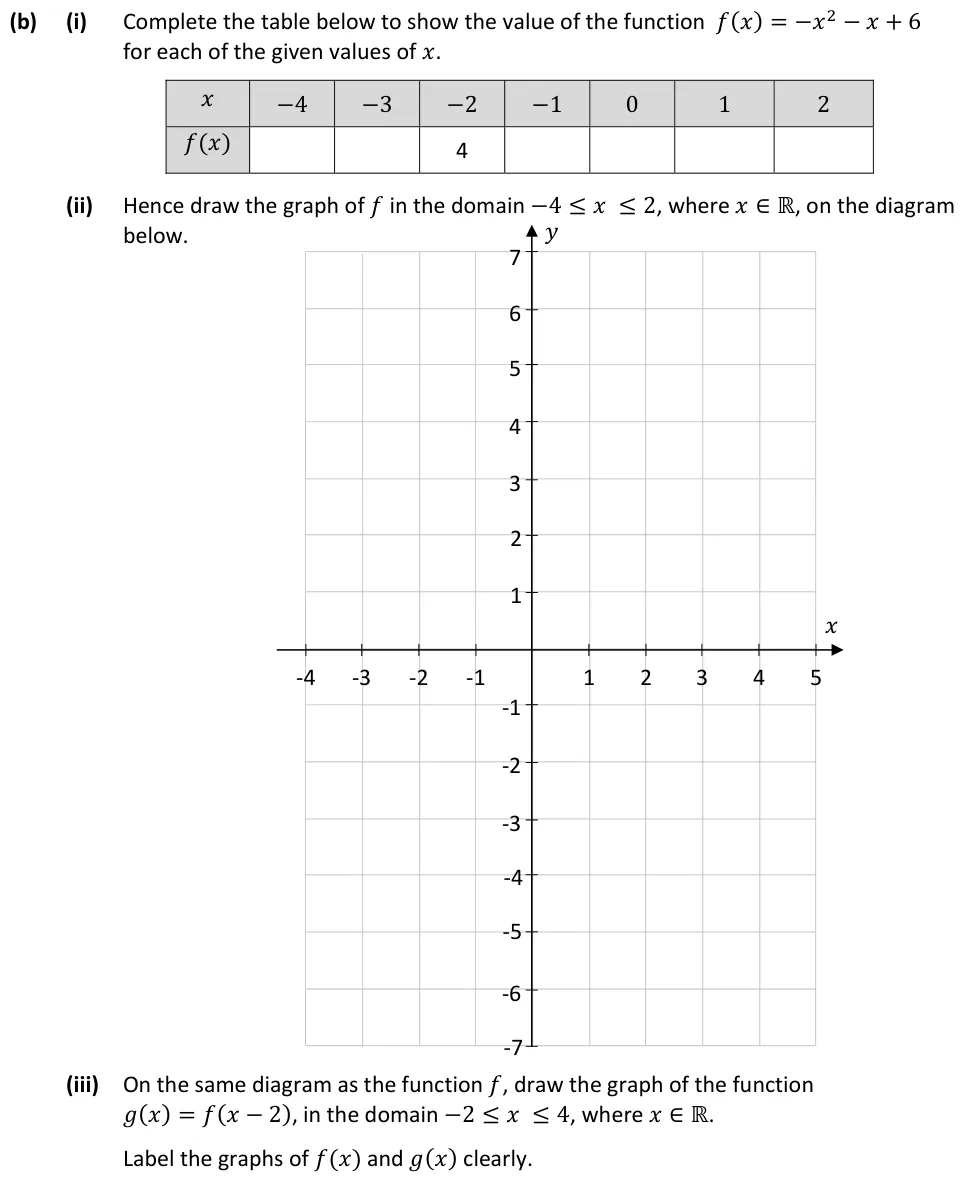 (b) (i) Complete the table below to show the value of the function f(x) = −x² − x + 6
for each of the given values of x.
x −4 −3 −2 −1 0 1 2
f(x) 4
(ii) Hence draw the graph of f in the domain −4 ≤ x ≤ 2, where x ∈ ℝ, on the diagram
below.
y
7
6
5
4
3
2
1
x
-4 -3 -2 -1 1 2 3 4 5
-1
-2
-3
-4
-5
-6
-7
(iii) On the same diagram as the function f, draw the graph of the function
g(x) = f(x − 2), in the domain −2 ≤ x ≤ 4, where x ∈ ℝ.
Label the graphs of f(x) and g(x) clearly.